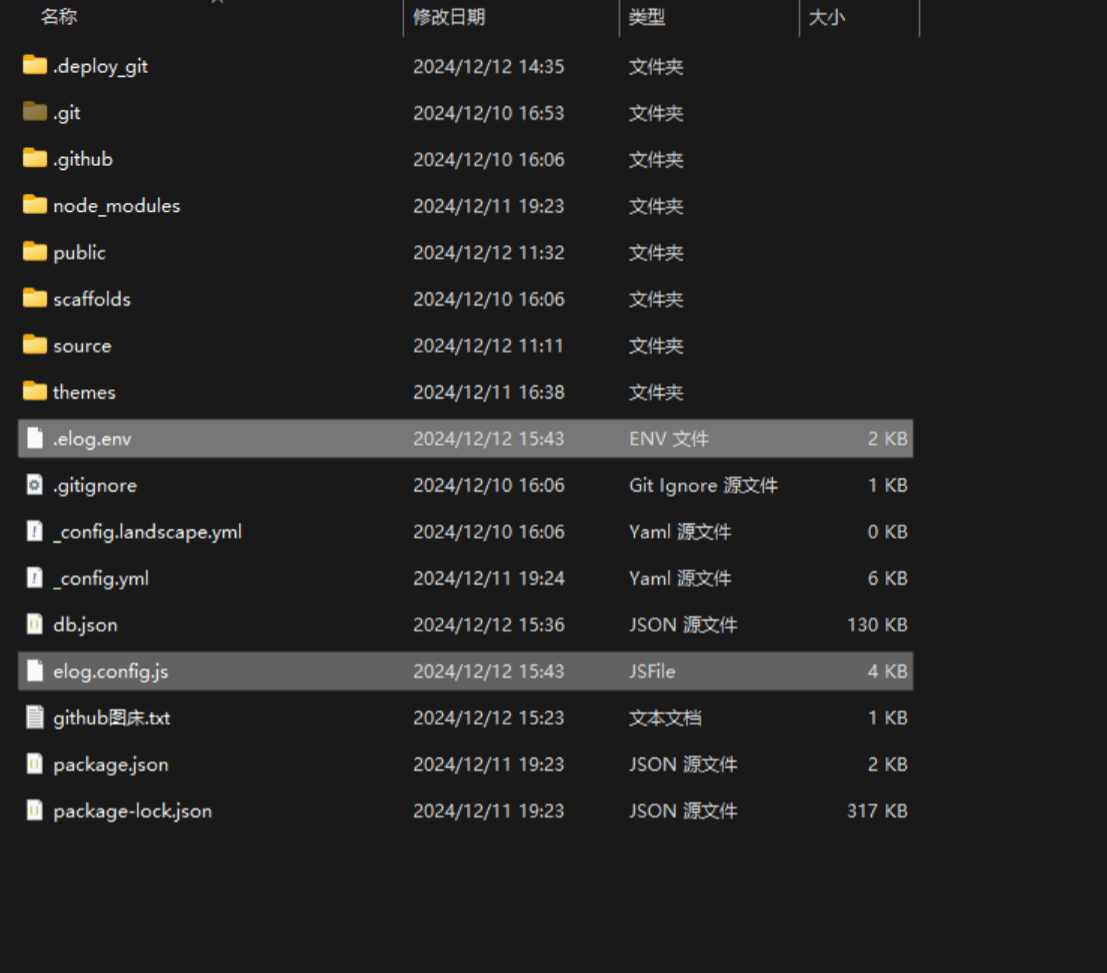 名称 修改日期 类型 大小
.deploy_git 2024/12/12 14:35 文件夹
.git 2024/12/10 16:53 文件夹
.github 2024/12/10 16:06 文件夹
node_modules 2024/12/11 19:23 文件夹
public 2024/12/12 11:32 文件夹
scaffolds 2024/12/10 16:06 文件夹
source 2024/12/12 11:11 文件夹
themes 2024/12/11 16:38 文件夹
.elog.env 2024/12/12 15:43 ENV 文件 2 KB
.gitignore 2024/12/10 16:06 Git Ignore 源文件 1 KB
_config.landscape.yml 2024/12/10 16:06 Yaml 源文件 0 KB
_config.yml 2024/12/11 19:24 Yaml 源文件 6 KB
db.json 2024/12/12 15:36 JSON 源文件 130 KB
elog.config.js 2024/12/12 15:43 JSFile 4 KB
github图床.txt 2024/12/12 15:23 文本文档 1 KB
package.json 2024/12/11 19:23 JSON 源文件 2 KB
package-lock.json 2024/12/11 19:23 JSON 源文件 317 KB